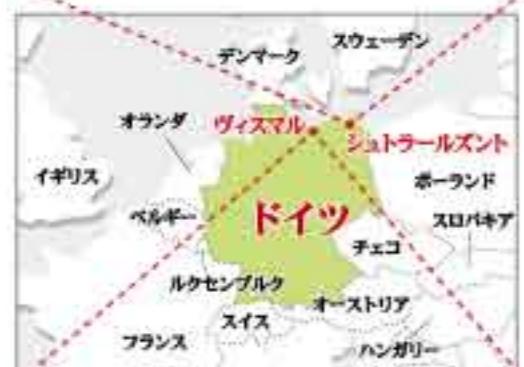 スウェーデン
デンマーク
オランダ
ヴィスマル
シュトラールズント
イギリス
ポーランド
ベルギー
ドイツ
スロバキア
チェコ
ルクセンブルク
オーストリア
スイス
フランス
ハンガリー